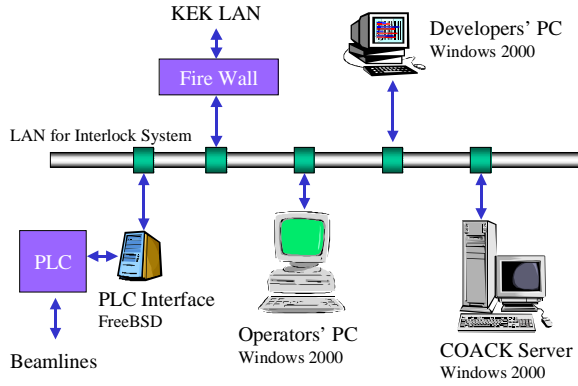 KEK LAN
Fire Wall
Developers' PC
Windows 2000
LAN for Interlock System
PLC
PLC Interface
FreeBSD
Beamlines
Operators' PC
Windows 2000
COACK Server
Windows 2000